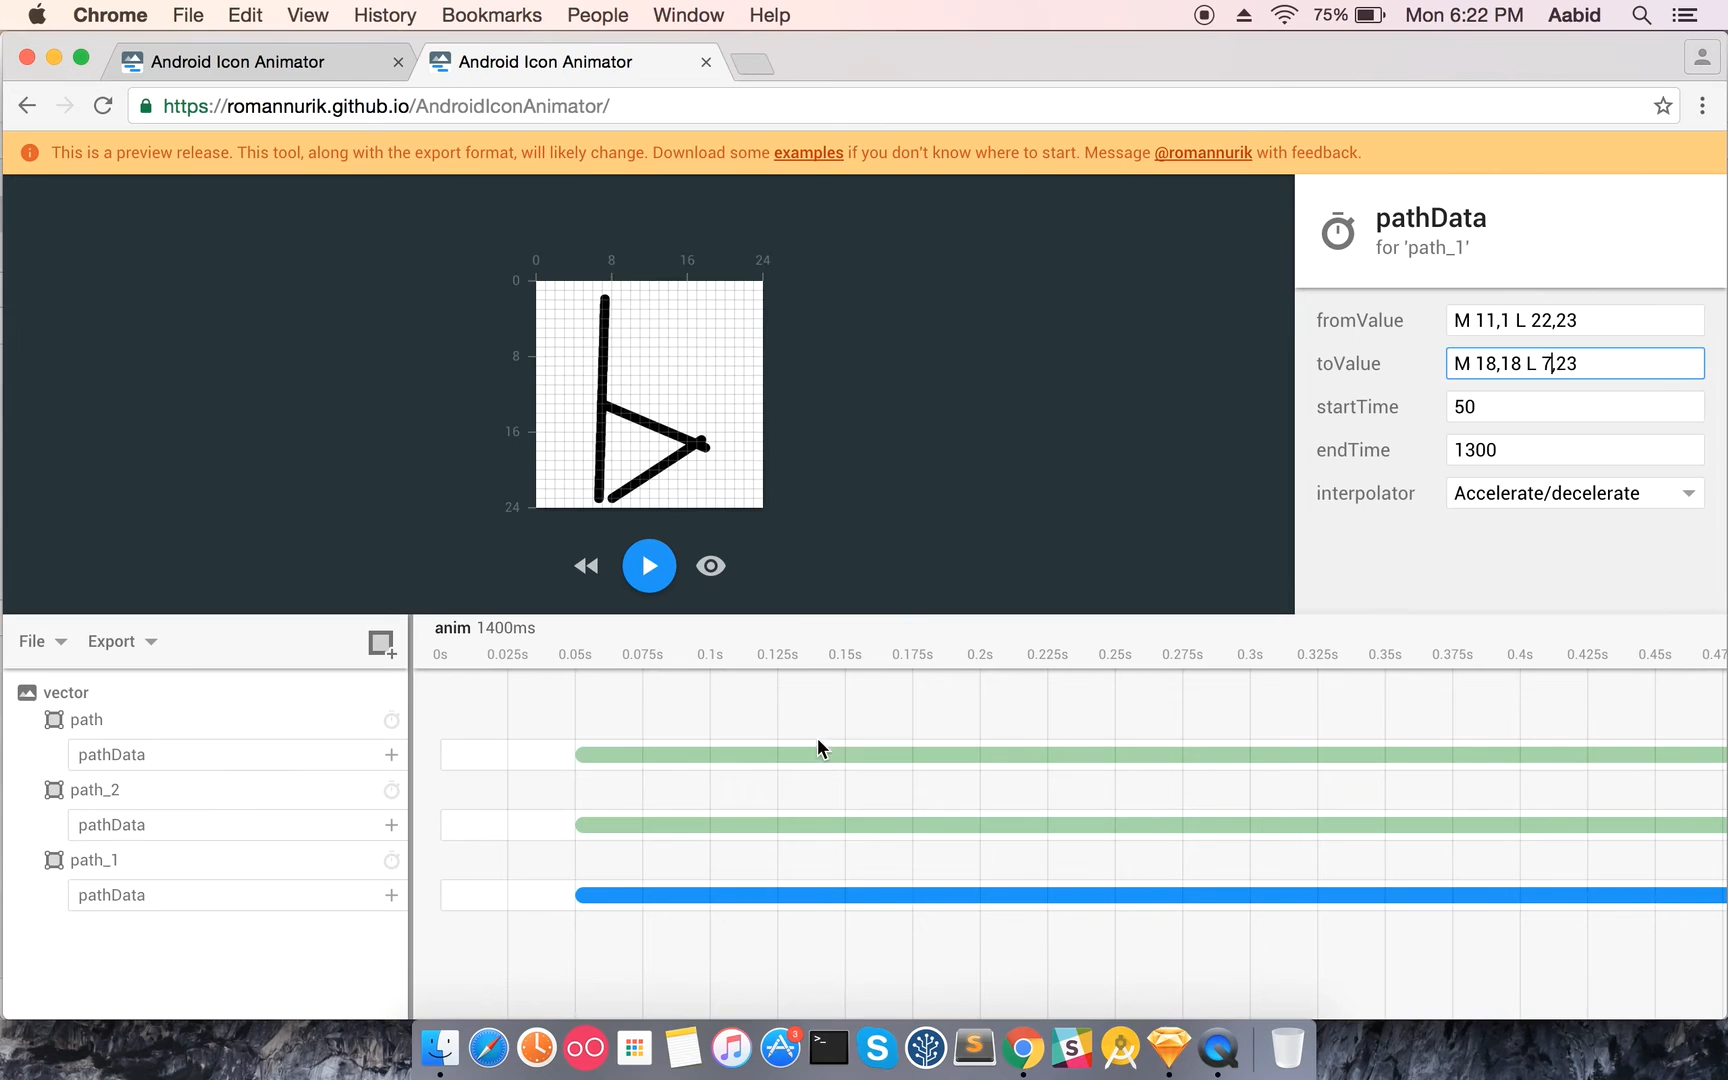 Chrome File Edit View History Bookmarks People Window Help 75% Mon 6:22 PM Aabid
Android Icon Animator Android Icon Animator
https://romannurik.github.io/AndroidIconAnimator/
This is a preview release. This tool, along with the export format, will likely change. Download some examples if you don't know where to start. Message @romannurik with feedback.
pathData
for 'path_1'
0 8 16 24
0
8
16
24
fromValue M 11,1 L 22,23
toValue M 18,18 L 7,23
startTime 50
endTime 1300
interpolator Accelerate/decelerate
File Export
anim 1400ms
0s 0.025s 0.05s 0.075s 0.1s 0.125s 0.15s 0.175s 0.2s 0.225s 0.25s 0.275s 0.3s 0.325s 0.35s 0.375s 0.4s 0.425s 0.45s 0.47
vector
path
pathData
path_2
pathData
path_1
pathData
3